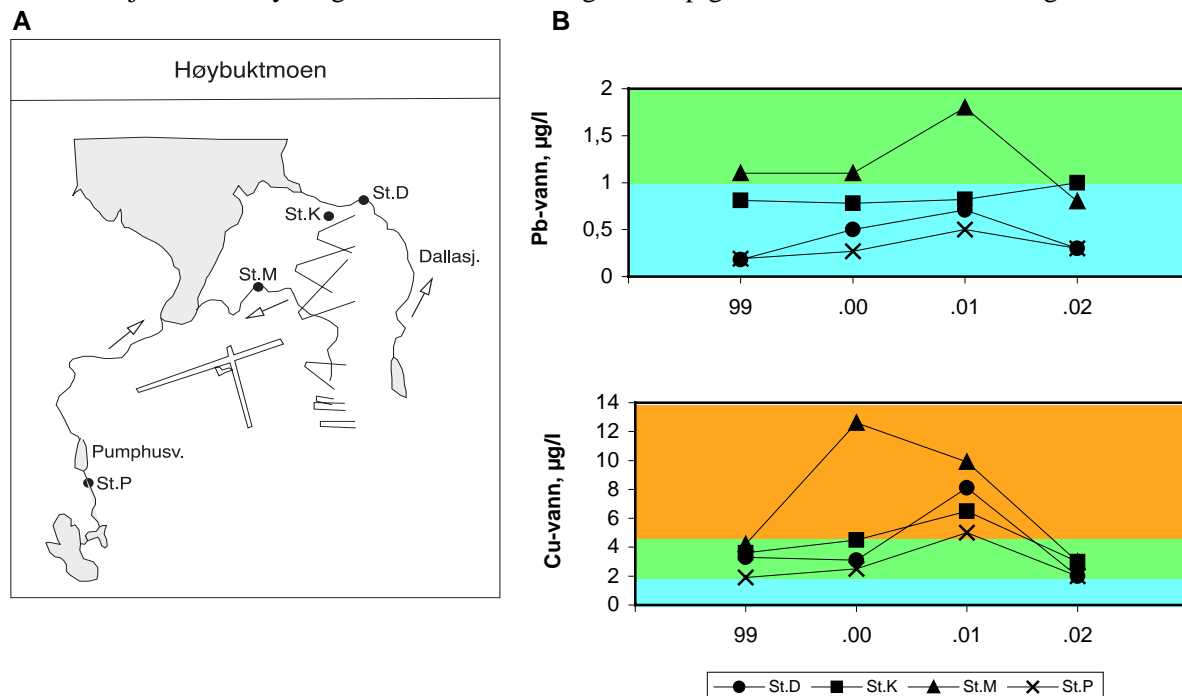 A
B
Høybuktmoen
St.D
St.K
Dallasj.
St.M
Pumphusv.
St.P
Pb-vann, µg/l
2
1,5
1
0,5
0
99 .00 .01 .02
Cu-vann, µg/l
14
12
10
8
6
4
2
0
99 .00 .01 .02
St.D St.K St.M St.P